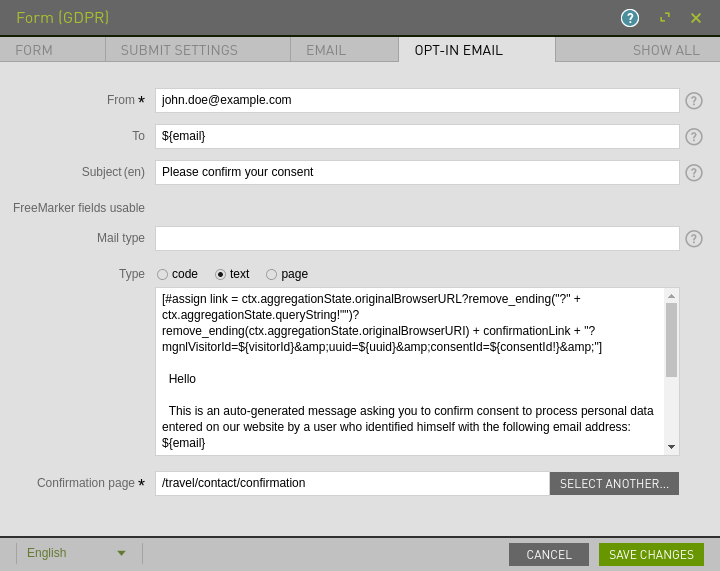 Form (GDPR)
?
FORM SUBMIT SETTINGS EMAIL OPT-IN EMAIL SHOW ALL
From * john.doe@example.com ?
To ${email} ?
Subject (en) Please confirm your consent ?
FreeMarker fields usable
Mail type ?
Type code text page
[#assign link = ctx.aggregationState.originalBrowserURL?remove_ending("?" +
ctx.aggregationState.queryString!"")?
remove_ending(ctx.aggregationState.originalBrowserURI) + confirmationLink + "?
mgnlVisitorId=${visitorId}&amp;uuid=${uuid}&amp;consentId=${consentId!}&amp;"]
Hello
This is an auto-generated message asking you to confirm consent to process personal data
entered on our website by a user who identified himself with the following email address:
${email}
Confirmation page * /travel/contact/confirmation SELECT ANOTHER...
English CANCEL SAVE CHANGES